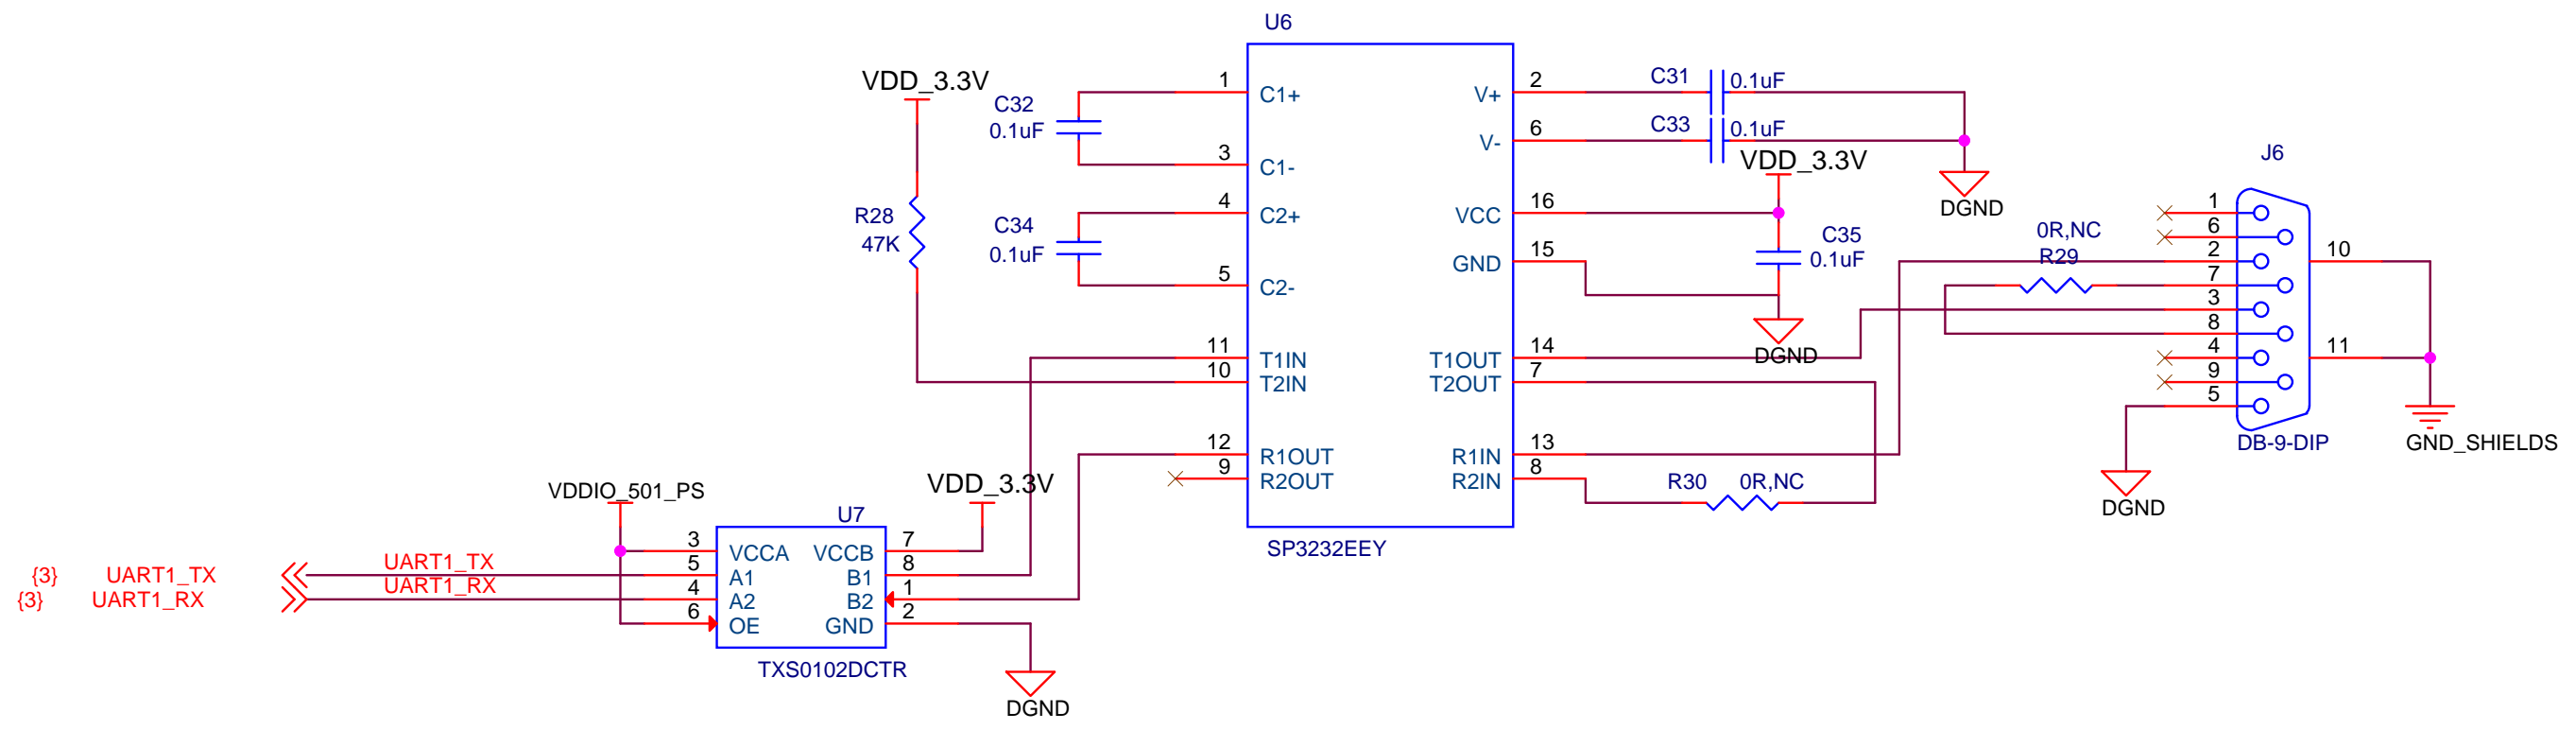 U6
VDD_3.3V
C32
0.1uF
1
C1+
3
C1-
R28
47K
C34
0.1uF
4
C2+
5
C2-
11
T1IN
10
T2IN
12
R1OUT
9
R2OUT
V+
2
V-
6
VCC
16
GND
15
T1OUT
14
T2OUT
7
R1IN
13
R2IN
8
SP3232EEY
C31
0.1uF
C33
0.1uF
VDD_3.3V
DGND
C35
0.1uF
DGND
R30 0R,NC
0R,NC
R29
J6
1
6
2
7
3
8
4
9
5
10
11
DB-9-DIP
GND_SHIELDS
DGND
VDDIO_501_PS
VDD_3.3V
U7
3
VCCA
VCCB
7
5
A1
B1
8
4
A2
B2
1
6
OE
GND
2
TXS0102DCTR
DGND
{3} UART1_TX
UART1_TX
{3} UART1_RX
UART1_RX